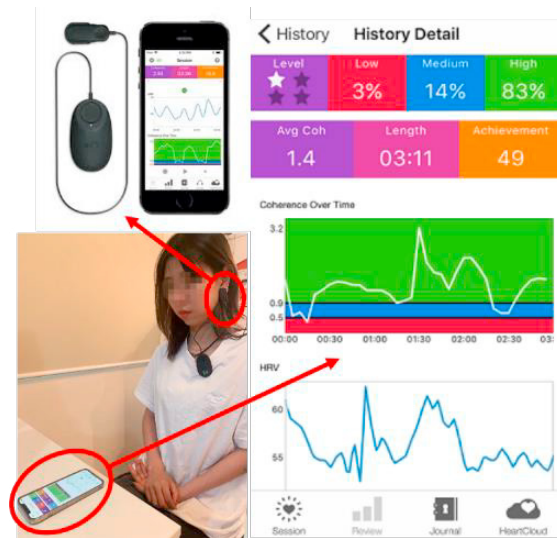 Session
History
History Detail
Level
Low
Medium
High
3%
14%
83%
Avg Coh
Length
Achievement
1.4
03:11
49
Coherence Over Time
3.2
0.9
0.5
00:00 00:30 01:00 01:30 02:00 02:30 03:
HRV
60
55
Session
Review
Journal
HeartCloud